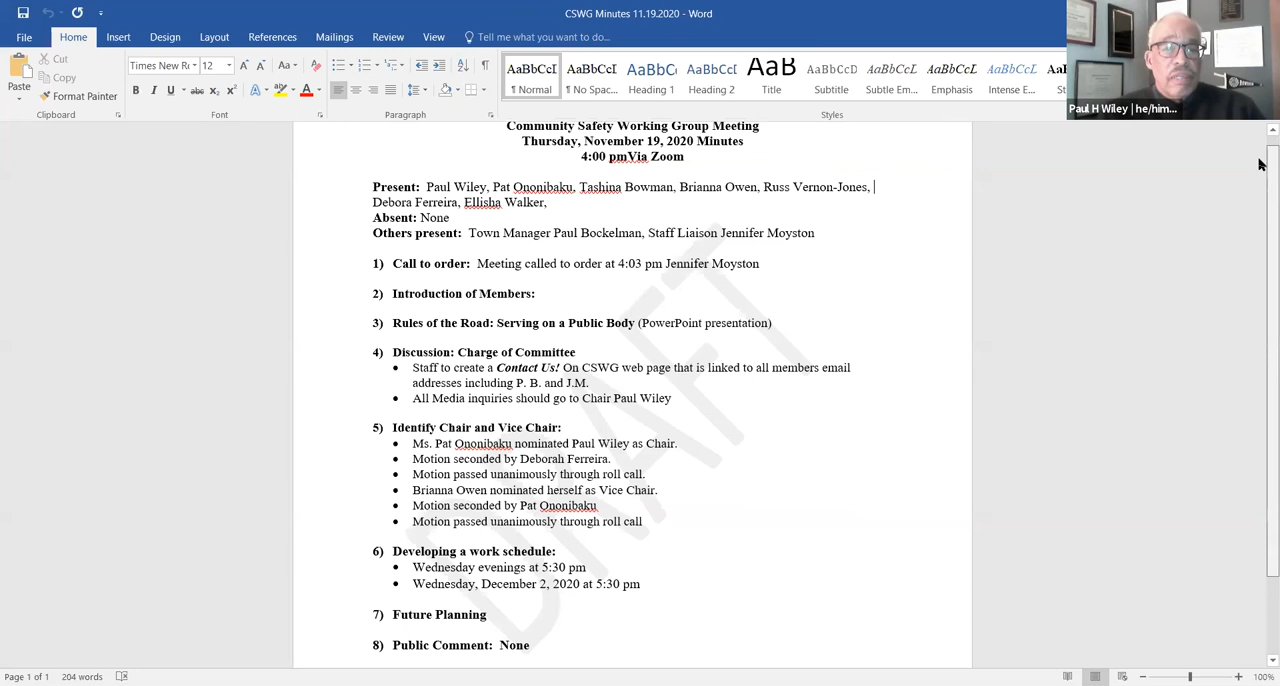 CSWG Minutes 11.19.2020 - Word
File Home Insert Design Layout References Mailings Review View Tell me what you want to do...
Paste Cut Copy Format Painter
Times New Ro 12 Aa
B I U abc x₂ x² A A
AaBbCcI AaBbCcI AaBbCc AaBbCcI AaB AaBbCcD AaBbCcL AaBbCcL AaBbCcL AaBb
¶ Normal ¶ No Spac... Heading 1 Heading 2 Title Subtitle Subtle Em... Emphasis Intense E... St
Clipboard Font Paragraph Styles
Paul H Wiley | he/him...
Community Safety Working Group Meeting
Thursday, November 19, 2020 Minutes
4:00 pmVia Zoom
Present: Paul Wiley, Pat Ononibaku, Tashina Bowman, Brianna Owen, Russ Vernon-Jones,
Debora Ferreira, Ellisha Walker,
Absent: None
Others present: Town Manager Paul Bockelman, Staff Liaison Jennifer Moyston
1) Call to order: Meeting called to order at 4:03 pm Jennifer Moyston
2) Introduction of Members:
3) Rules of the Road: Serving on a Public Body (PowerPoint presentation)
4) Discussion: Charge of Committee
• Staff to create a Contact Us! On CSWG web page that is linked to all members email
addresses including P. B. and J.M.
• All Media inquiries should go to Chair Paul Wiley
5) Identify Chair and Vice Chair:
• Ms. Pat Ononibaku nominated Paul Wiley as Chair.
• Motion seconded by Deborah Ferreira.
• Motion passed unanimously through roll call.
• Brianna Owen nominated herself as Vice Chair.
• Motion seconded by Pat Ononibaku
• Motion passed unanimously through roll call
6) Developing a work schedule:
• Wednesday evenings at 5:30 pm
• Wednesday, December 2, 2020 at 5:30 pm
7) Future Planning
8) Public Comment: None
DRAFT
Page 1 of 1 204 words 100%